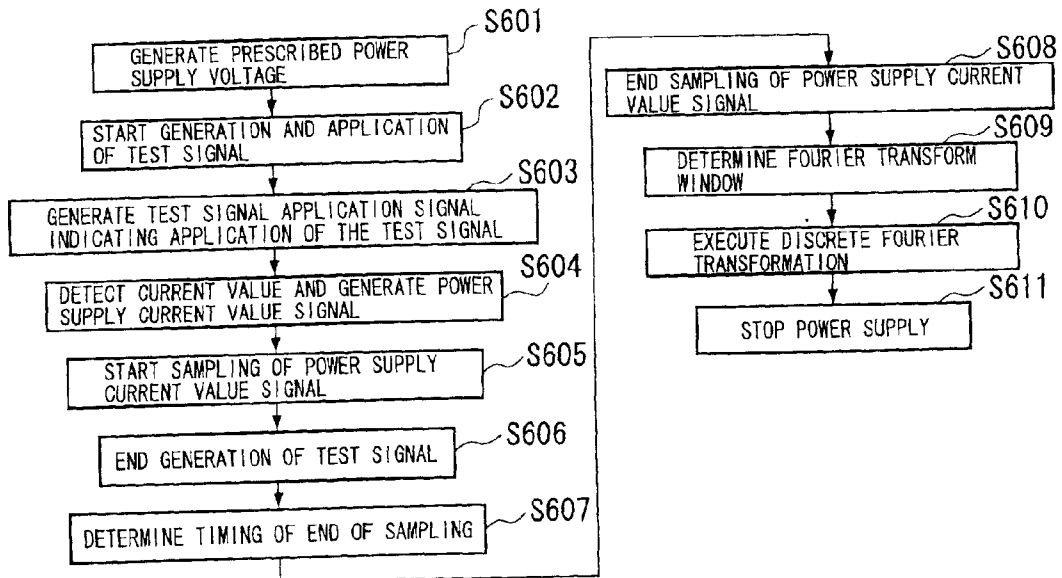 S601
GENERATE PRESCRIBED POWER
SUPPLY VOLTAGE
S602
START GENERATION AND APPLICATION
OF TEST SIGNAL
S603
GENERATE TEST SIGNAL APPLICATION SIGNAL
INDICATING APPLICATION OF THE TEST SIGNAL
S604
DETECT CURRENT VALUE AND GENERATE POWER
SUPPLY CURRENT VALUE SIGNAL
S605
START SAMPLING OF POWER SUPPLY
CURRENT VALUE SIGNAL
S606
END GENERATION OF TEST SIGNAL
S607
DETERMINE TIMING OF END OF SAMPLING
S608
END SAMPLING OF POWER SUPPLY CURRENT
VALUE SIGNAL
S609
DETERMINE FOURIER TRANSFORM
WINDOW
S610
EXECUTE DISCRETE FOURIER
TRANSFORMATION
S611
STOP POWER SUPPLY